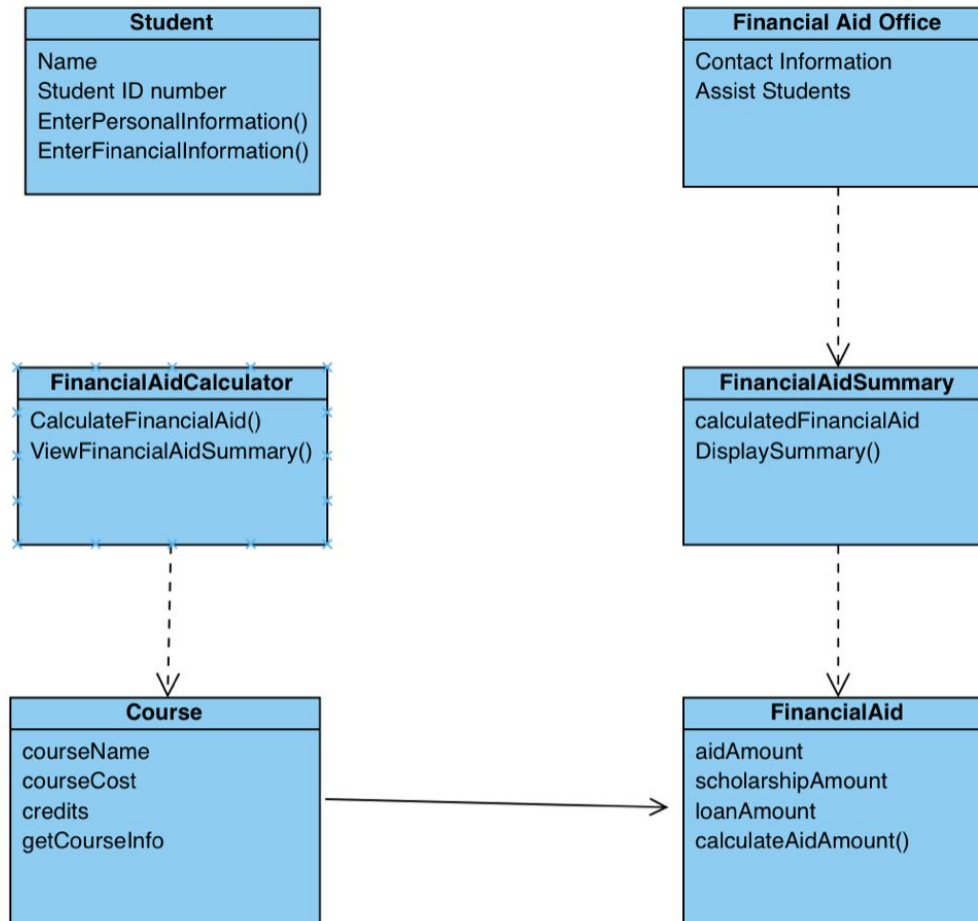 Student
Name
Student ID number
EnterPersonalInformation()
EnterFinancialInformation()
Financial Aid Office
Contact Information
Assist Students
FinancialAidCalculator
CalculateFinancialAid()
ViewFinancialAidSummary()
FinancialAidSummary
calculatedFinancialAid
DisplaySummary()
Course
courseName
courseCost
credits
getCourseInfo
FinancialAid
aidAmount
scholarshipAmount
loanAmount
calculateAidAmount()